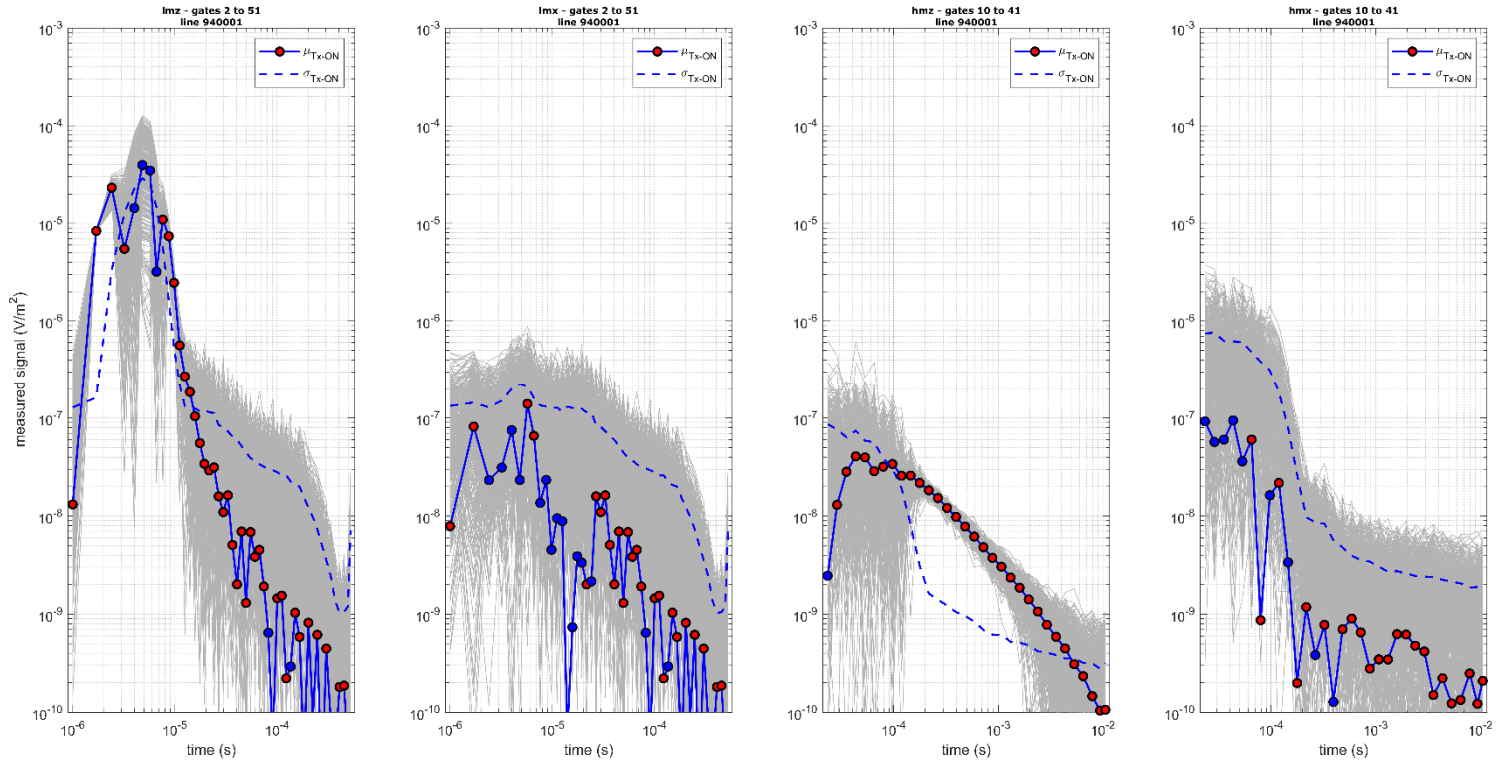 lmz - gates 2 to 51
line 940001
10⁻³
10⁻⁴
10⁻⁵
10⁻⁶
10⁻⁷
10⁻⁸
10⁻⁹
10⁻¹⁰
measured signal (V/m²)
10⁻⁶
10⁻⁵
10⁻⁴
time (s)
μTx-ON
σTx-ON
lmx - gates 2 to 51
line 940001
10⁻³
10⁻⁴
10⁻⁵
10⁻⁶
10⁻⁷
10⁻⁸
10⁻⁹
10⁻¹⁰
10⁻⁶
10⁻⁵
10⁻⁴
time (s)
μTx-ON
σTx-ON
hmz - gates 10 to 41
line 940001
10⁻³
10⁻⁴
10⁻⁵
10⁻⁶
10⁻⁷
10⁻⁸
10⁻⁹
10⁻¹⁰
10⁻⁴
10⁻³
10⁻²
time (s)
μTx-ON
σTx-ON
hmx - gates 10 to 41
line 940001
10⁻³
10⁻⁴
10⁻⁵
10⁻⁶
10⁻⁷
10⁻⁸
10⁻⁹
10⁻¹⁰
10⁻⁴
10⁻³
10⁻²
time (s)
μTx-ON
σTx-ON